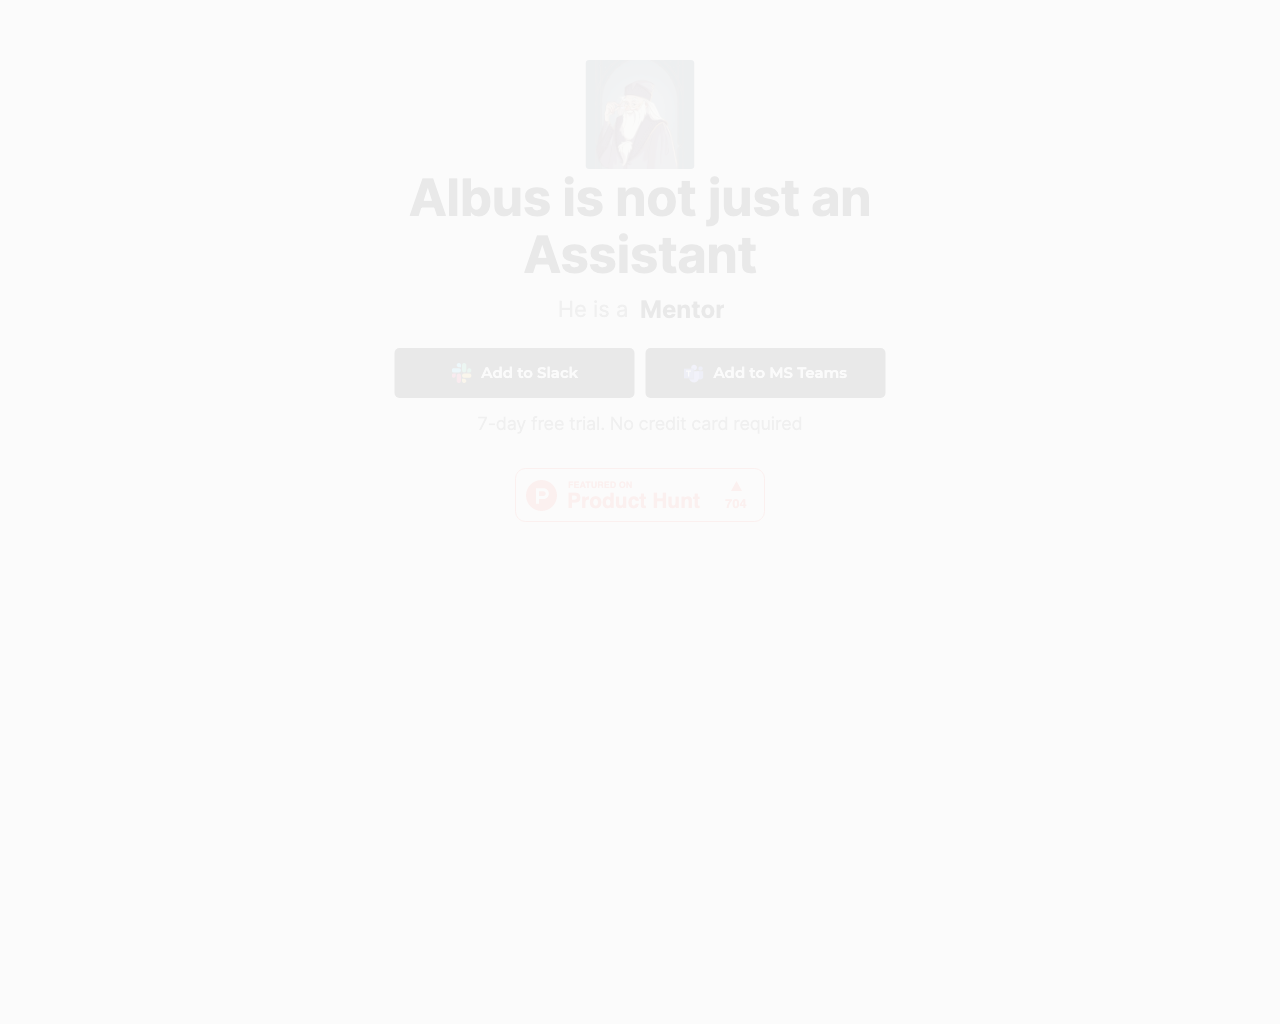 Albus is not just an
Assistant
He is a Mentor
Add to Slack
Add to MS Teams
7-day free trial. No credit card required
FEATURED ON
Product Hunt
704